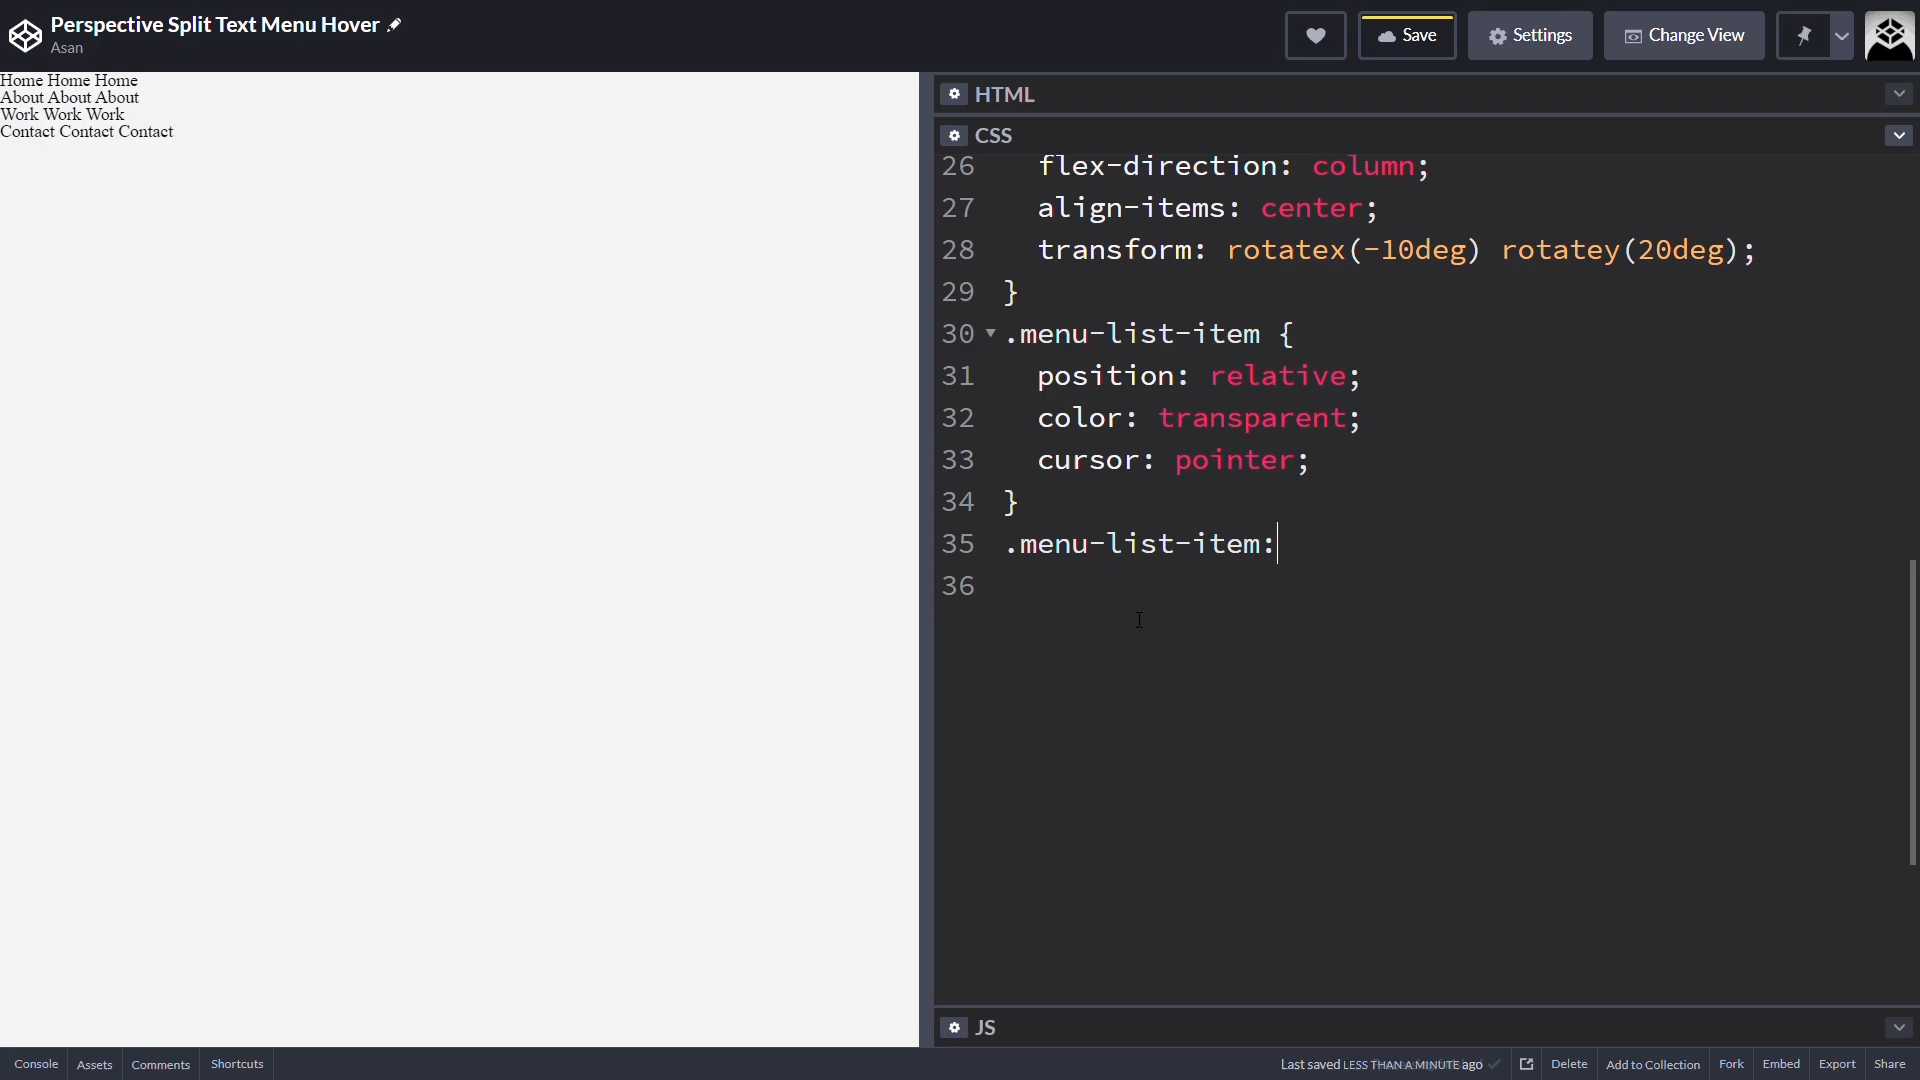 Perspective Split Text Menu Hover
Asan
Save
Settings
Change View
Home Home Home
About About About
Work Work Work
Contact Contact Contact
HTML
CSS
26 flex-direction: column;
27 align-items: center;
28 transform: rotatex(-10deg) rotatey(20deg);
29 }
30 .menu-list-item {
31 position: relative;
32 color: transparent;
33 cursor: pointer;
34 }
35 .menu-list-item:
36
JS
Console Assets Comments Shortcuts Last saved LESS THAN A MINUTE ago Delete Add to Collection Fork Embed Export Share